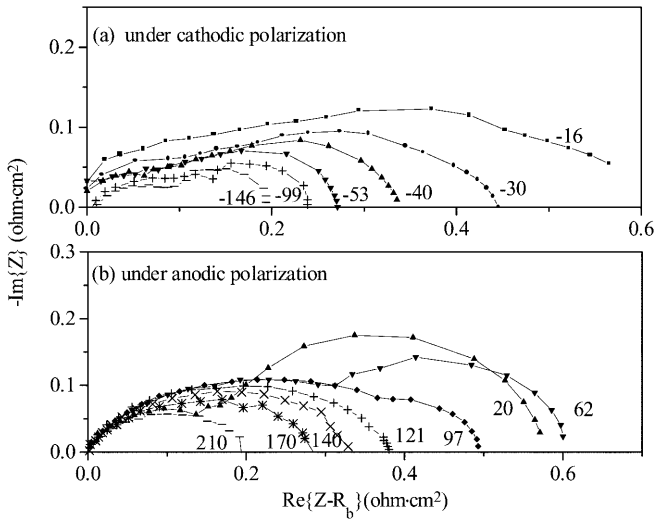 (a) under cathodic polarization
0.2
0.1
0.0
-16
-30
-40
-53
-99
-146
0.0 0.2 0.4 0.6
-Im{Z} (ohm·cm²)
0.3
(b) under anodic polarization
0.2
0.1
0.0
210 170 140 121 97 20 62
0.0 0.2 0.4 0.6
Re{Z-R_b}(ohm·cm²)